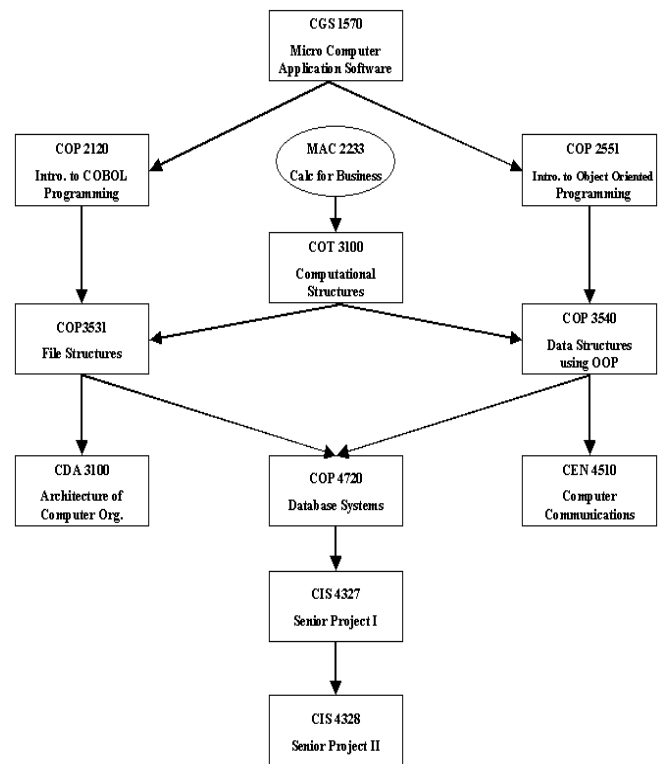 CGS 1570
Micro Computer
Application Software
COP 2120
Intro. to COBOL
Programming
MAC 2233
Calc for Business
COP 2551
Intro. to Object Oriented
Programming
COT 3100
Computational
Structures
COP3531
File Structures
COP 3540
Data Structures
using OOP
CDA 3100
Architecture of
Computer Org.
COP 4720
Database Systems
CEN 4510
Computer
Communications
CIS 4327
Senior Project I
CIS 4328
Senior Project II